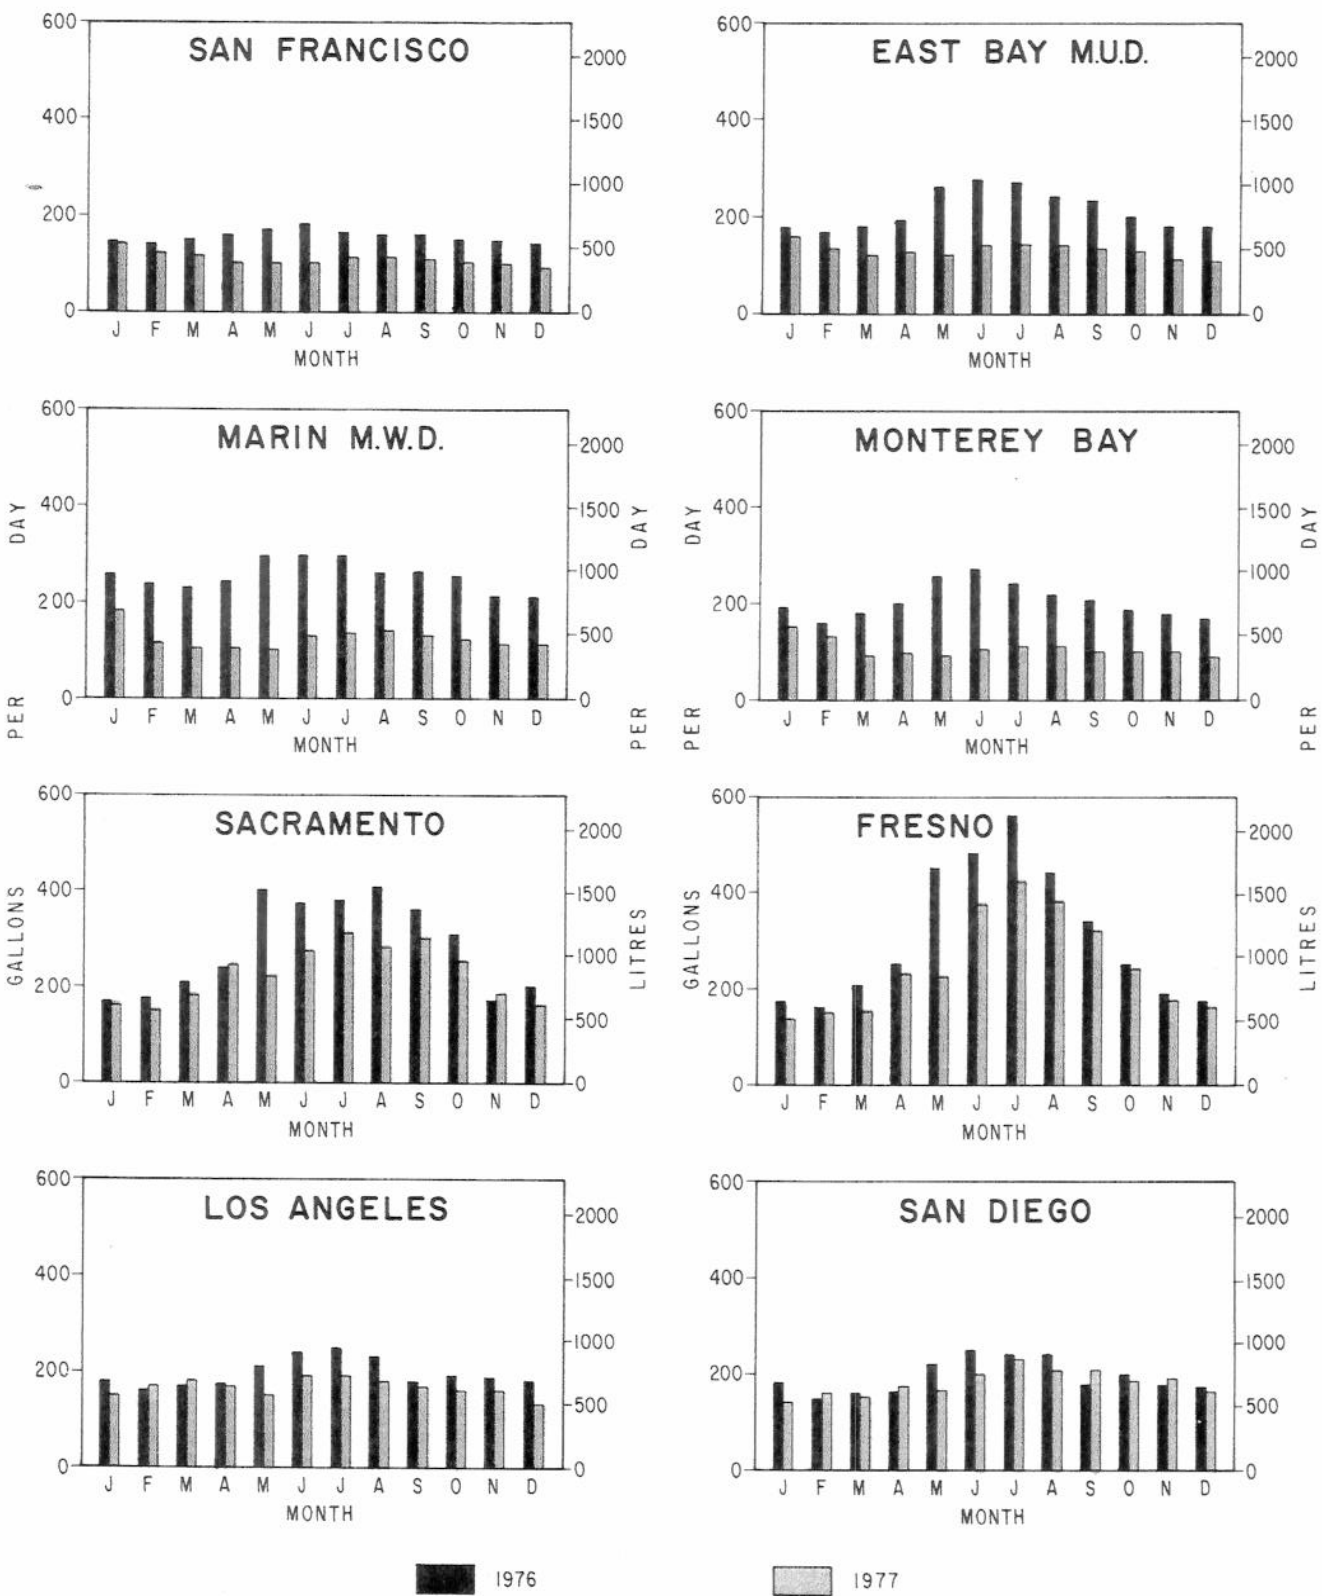 SAN FRANCISCO
600
400
200
0
2000
1500
1000
500
0
J F M A M J J A S O N D
MONTH
EAST BAY M.U.D.
600
400
200
0
2000
1500
1000
500
0
J F M A M J J A S O N D
MONTH
MARIN M.W.D.
600
400
200
0
2000
1500
1000
500
0
J F M A M J J A S O N D
MONTH
MONTEREY BAY
600
400
200
0
2000
1500
1000
500
0
J F M A M J J A S O N D
MONTH
GALLONS PER DAY
LITRES PER DAY
GALLONS PER DAY
LITRES PER DAY
SACRAMENTO
600
400
200
0
2000
1500
1000
500
0
J F M A M J J A S O N D
MONTH
FRESNO
600
400
200
0
2000
1500
1000
500
0
J F M A M J J A S O N D
MONTH
LOS ANGELES
600
400
200
0
2000
1500
1000
500
0
J F M A M J J A S O N D
MONTH
SAN DIEGO
600
400
200
0
2000
1500
1000
500
0
J F M A M J J A S O N D
MONTH
1976
1977